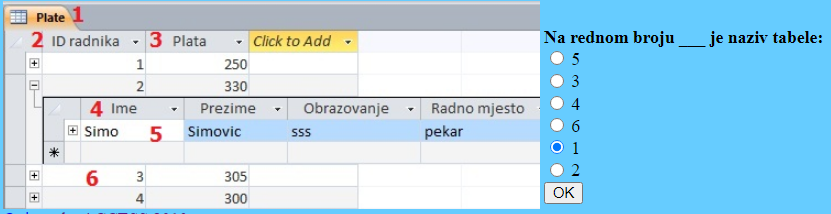 Plate 1
2 ID radnika 3 Plata Click to Add
1 250
2 330
4 Ime Prezime Obrazovanje Radno mjesto
Simo 5 Simovic sss pekar
6 3 305
4 300
Na rednom broju ___ je naziv tabele:
5
3
4
6
1
2
OK